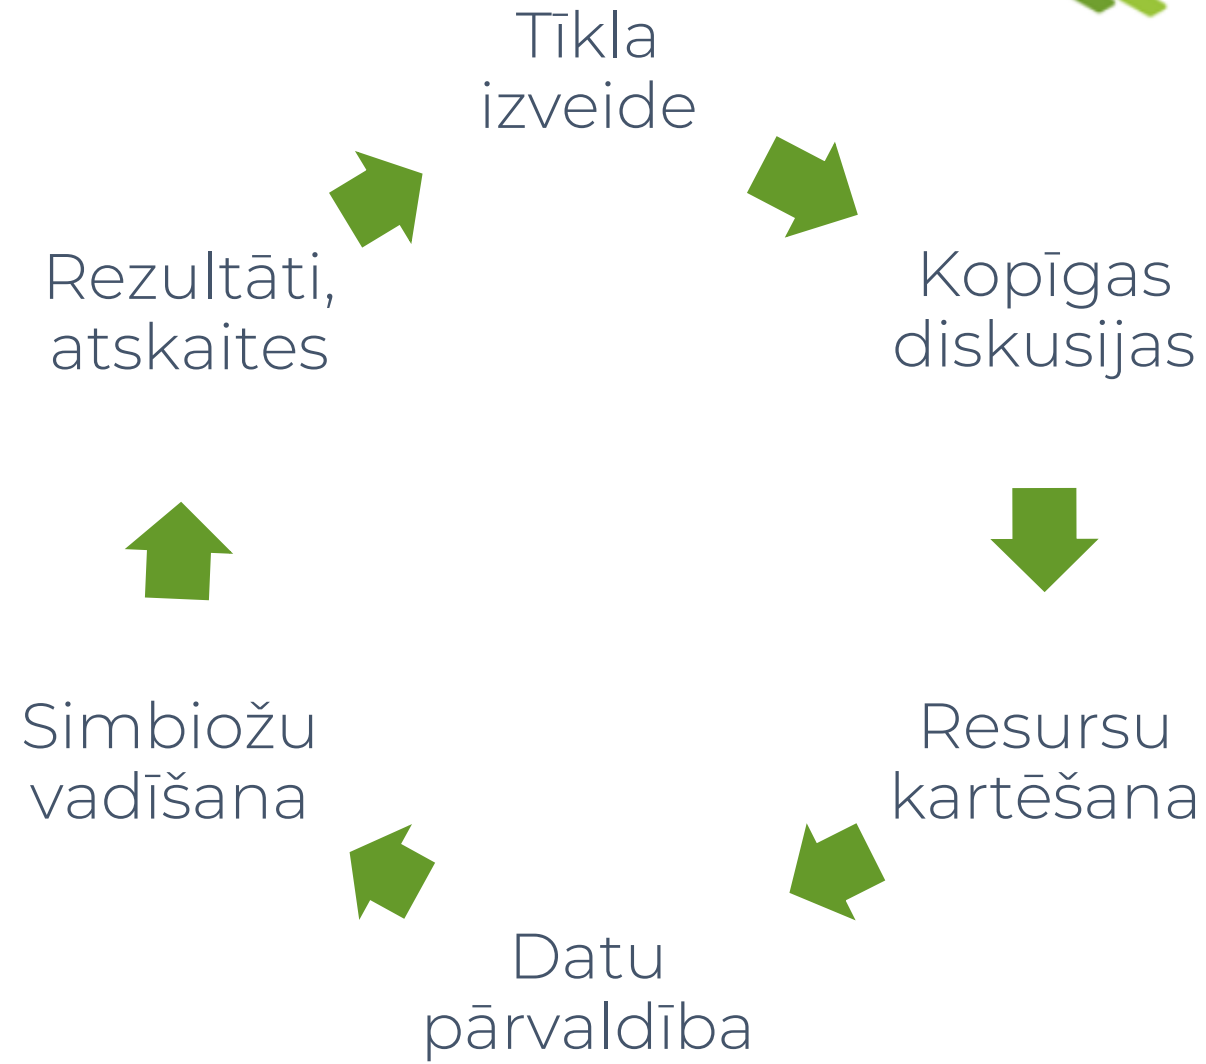 Tīkla
izveide
Kopīgas
diskusijas
Resursu
kartēšana
Datu
pārvaldība
Simbiožu
vadīšana
Rezultāti,
atskaites